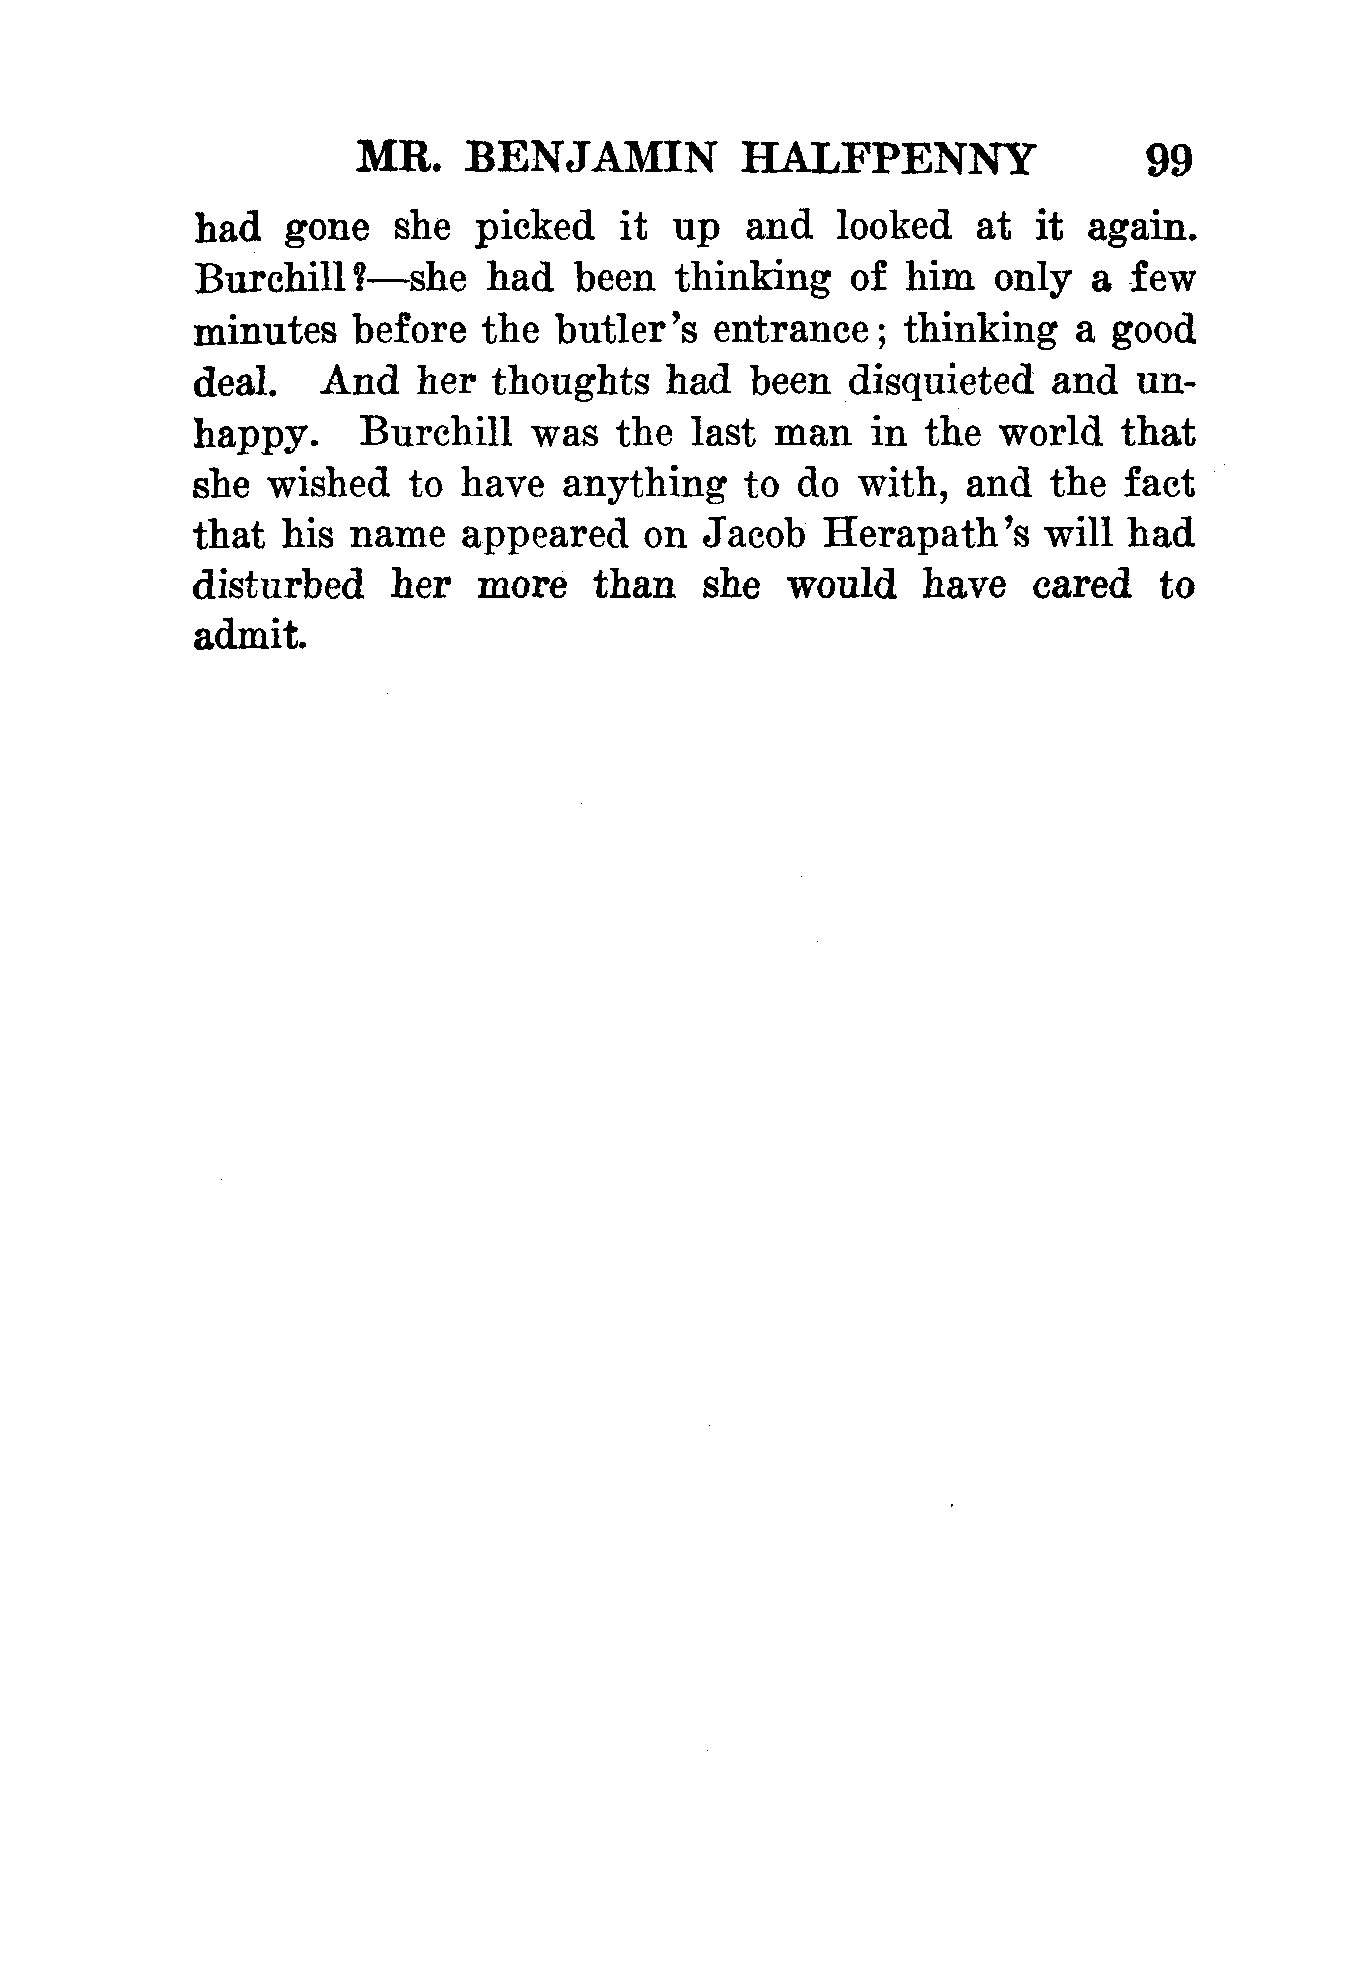 MR. BENJAMIN HALFPENNY 99
had gone she picked it up and looked at it again.
Burchill?—she had been thinking of him only a few
minutes before the butler's entrance; thinking a good
deal. And her thoughts had been disquieted and un-
happy. Burchill was the last man in the world that
she wished to have anything to do with, and the fact
that his name appeared on Jacob Herapath's will had
disturbed her more than she would have cared to
admit.